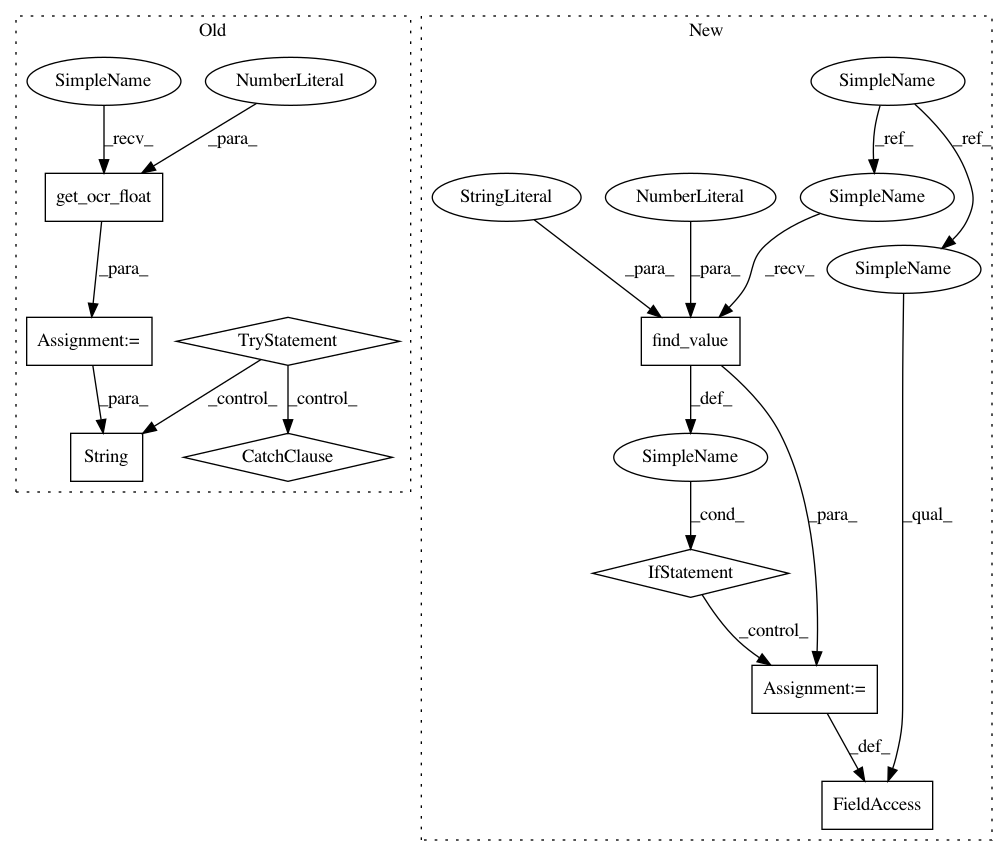 Old
New
SimpleName
NumberLiteral
SimpleName
_recv_
_para_
_ref_
_ref_
get_ocr_float
StringLiteral
NumberLiteral
SimpleName
_para_
_para_
_para_
_recv_
SimpleName
Assignment:=
TryStatement
find_value
_para_
_control_
_control_
_def_
String
CatchClause
SimpleName
_cond_
_para_
_qual_
IfStatement
_control_
Assignment:=
_def_
FieldAccess